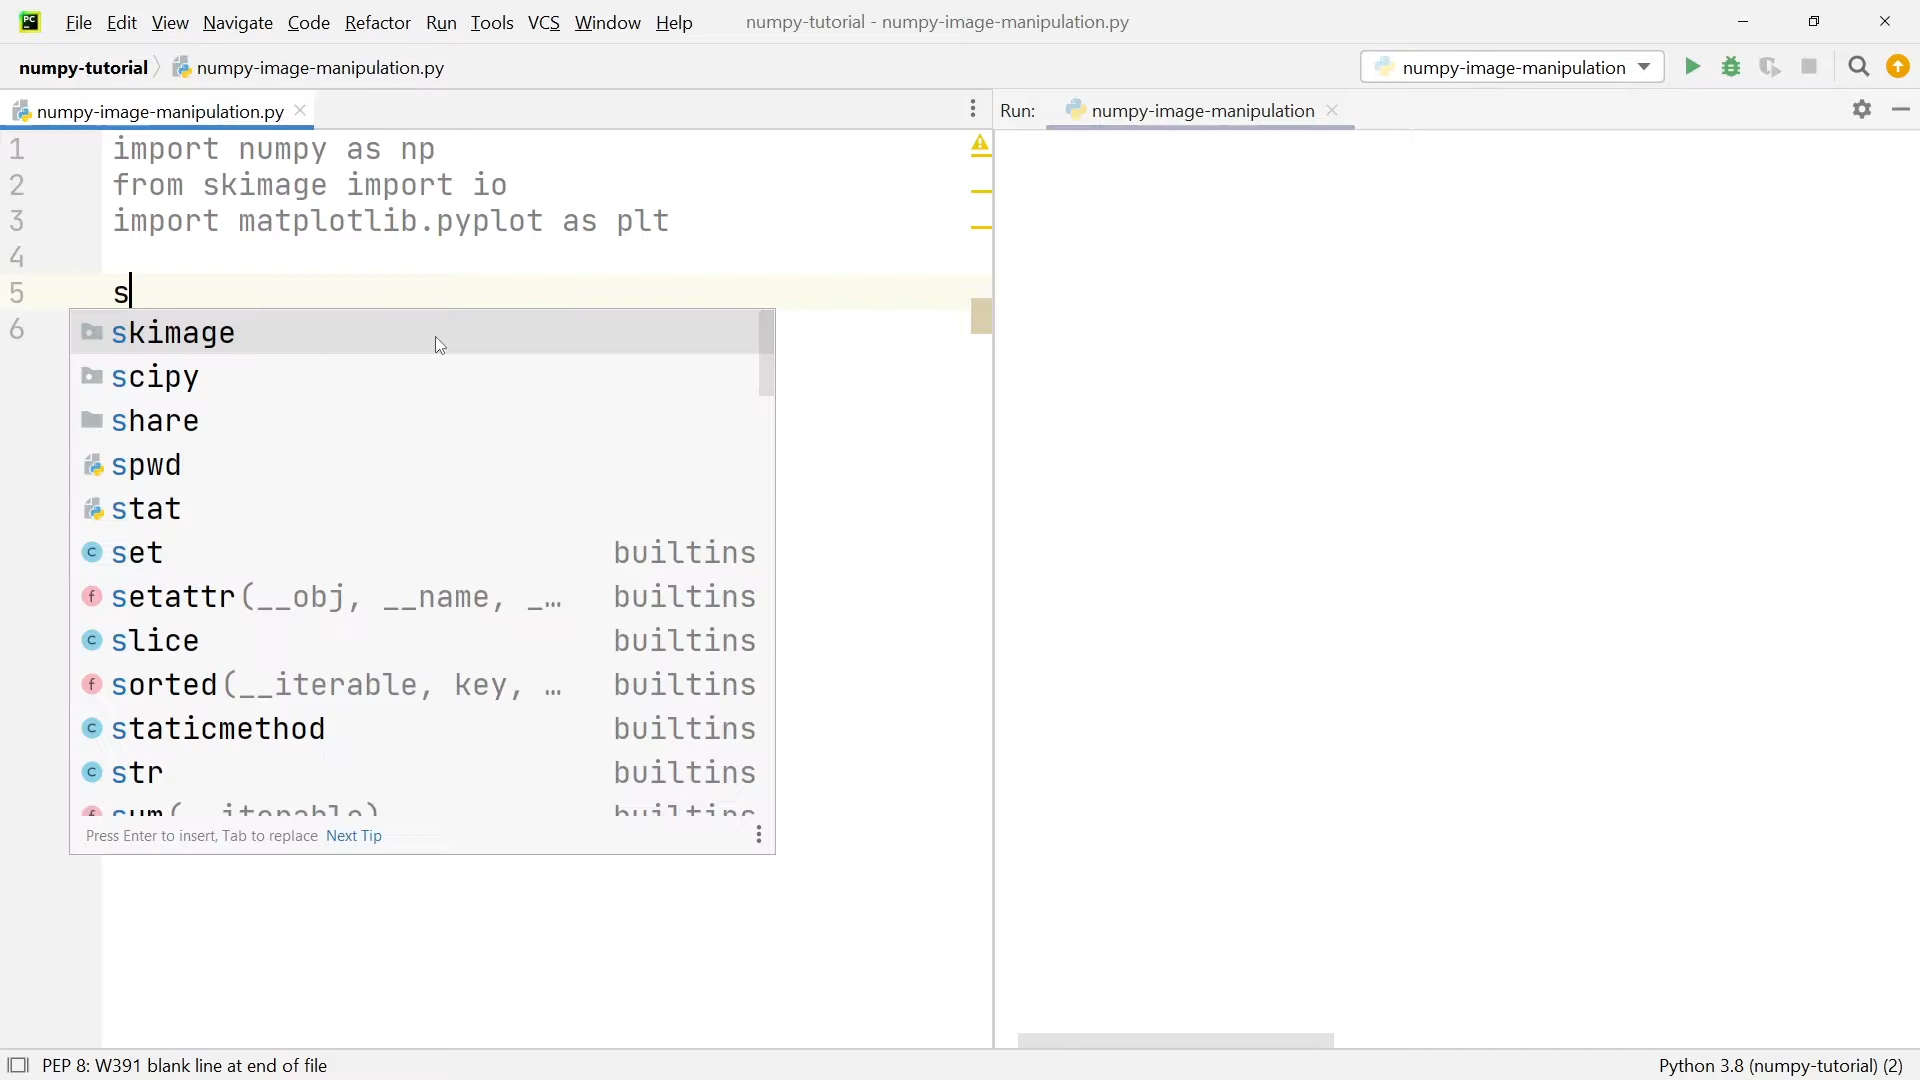 PC File Edit View Navigate Code Refactor Run Tools VCS Window Help numpy-tutorial - numpy-image-manipulation.py
numpy-tutorial numpy-image-manipulation.py numpy-image-manipulation
numpy-image-manipulation.py Run: numpy-image-manipulation
1 import numpy as np
2 from skimage import io
3 import matplotlib.pyplot as plt
4
5 s
6
skimage
scipy
share
spwd
stat
set builtins
setattr(__obj, __name, _… builtins
slice builtins
sorted(__iterable, key, … builtins
staticmethod builtins
str builtins
sum(__iterable) builtins
Press Enter to insert, Tab to replace Next Tip
PEP 8: W391 blank line at end of file Python 3.8 (numpy-tutorial) (2)